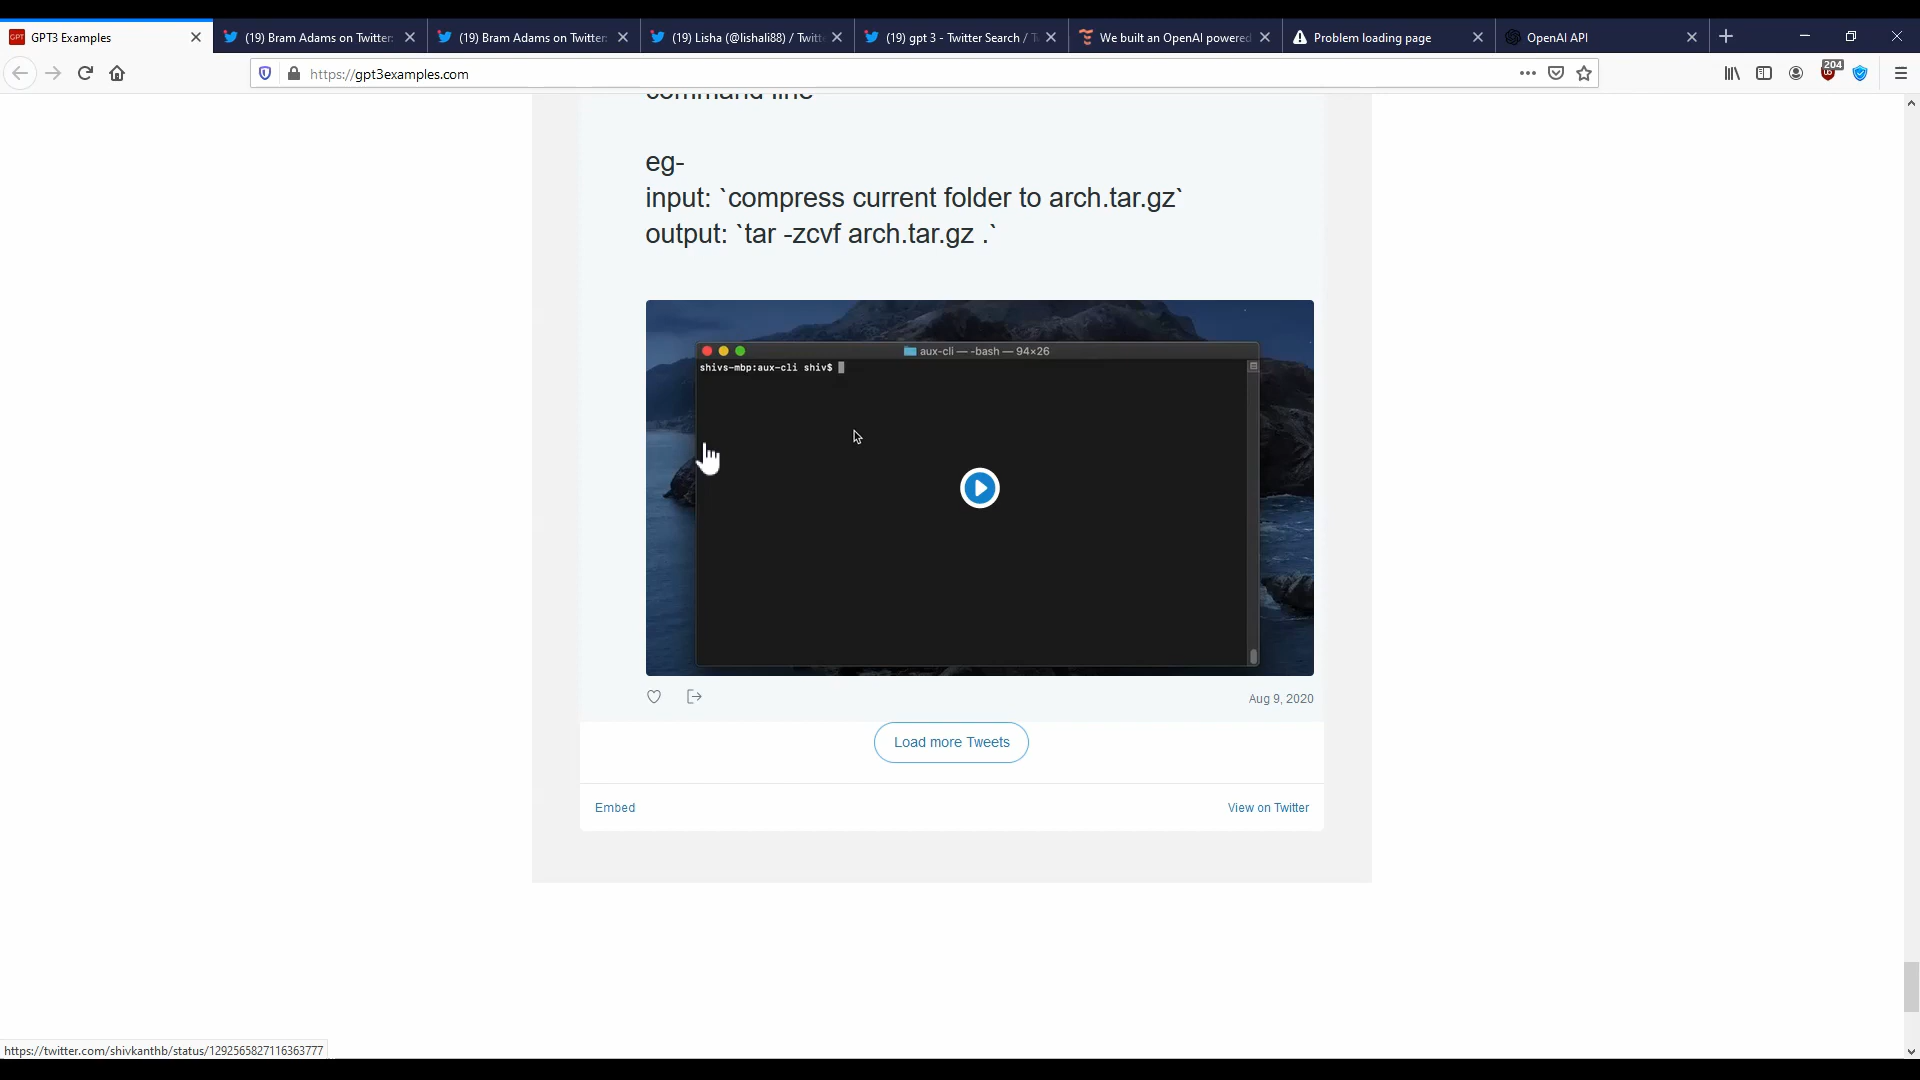 GPT3 Examples
(19) Bram Adams on Twitter:
(19) Bram Adams on Twitter:
(19) Lisha (@lishali88) / Twitt
(19) gpt 3 - Twitter Search / T
We built an OpenAI powered
Problem loading page
OpenAI API
https://gpt3examples.com
204
command line
eg-
input: `compress current folder to arch.tar.gz`
output: `tar -zcvf arch.tar.gz .`
aux-cli — -bash — 94×26
shivs-mbp:aux-cli shiv$
Aug 9, 2020
Load more Tweets
Embed
View on Twitter
https://twitter.com/shivkanthb/status/1292565827116363777